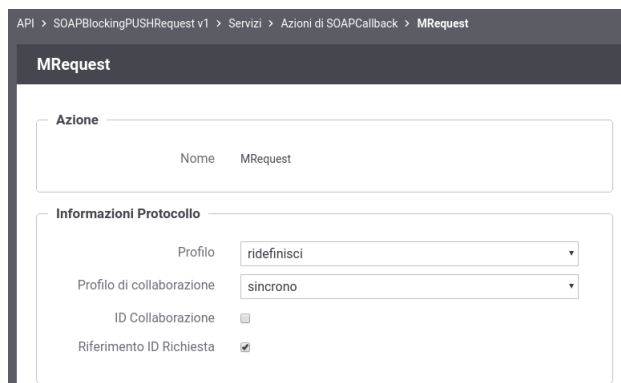 API > SOAPBlockingPUSHRequest v1 > Servizi > Azioni di SOAPCallback > MRequest
MRequest
Azione
Nome MRequest
Informazioni Protocollo
Profilo ridefinisci
Profilo di collaborazione sincrono
ID Collaborazione
Riferimento ID Richiesta